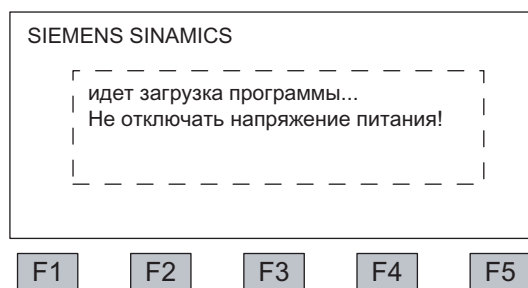 SIEMENS SINAMICS
идет загрузка программы...
Не отключать напряжение питания!
F1 F2 F3 F4 F5